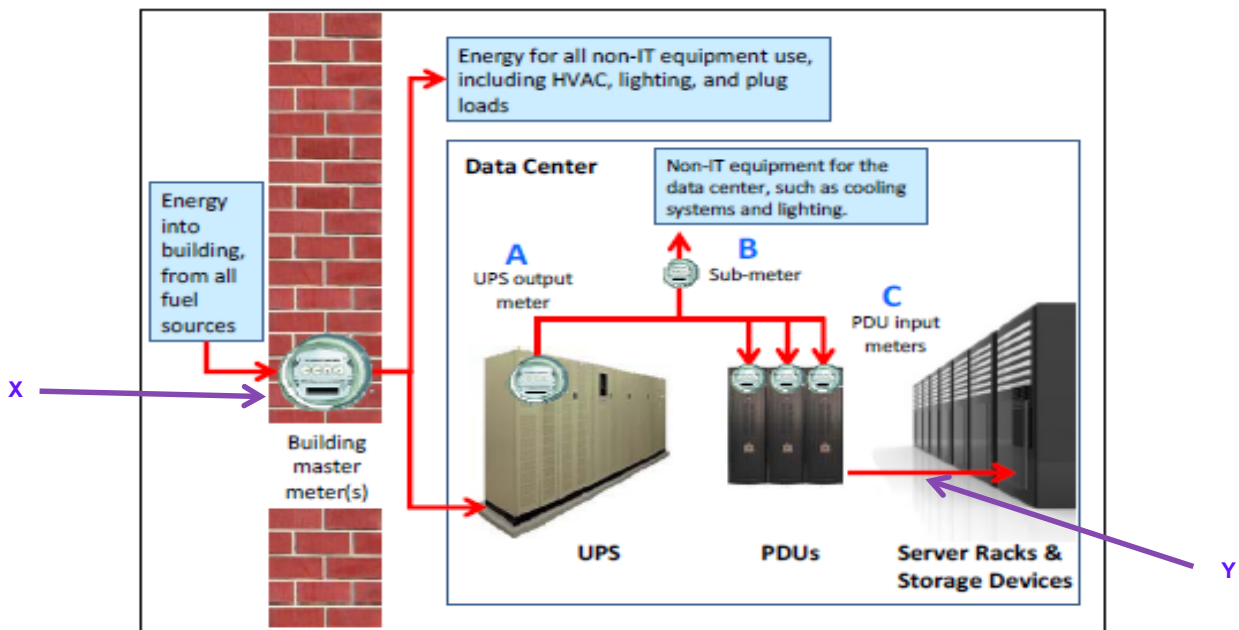 Energy for all non-IT equipment use,
including HVAC, lighting, and plug
loads
Data Center
Non-IT equipment for the
data center, such as cooling
systems and lighting.
Energy
into
building,
from all
fuel
sources
A
UPS output
meter
B
Sub-meter
C
PDU input
meters
X
Building
master
meter(s)
UPS
PDUs
Server Racks &
Storage Devices
Y